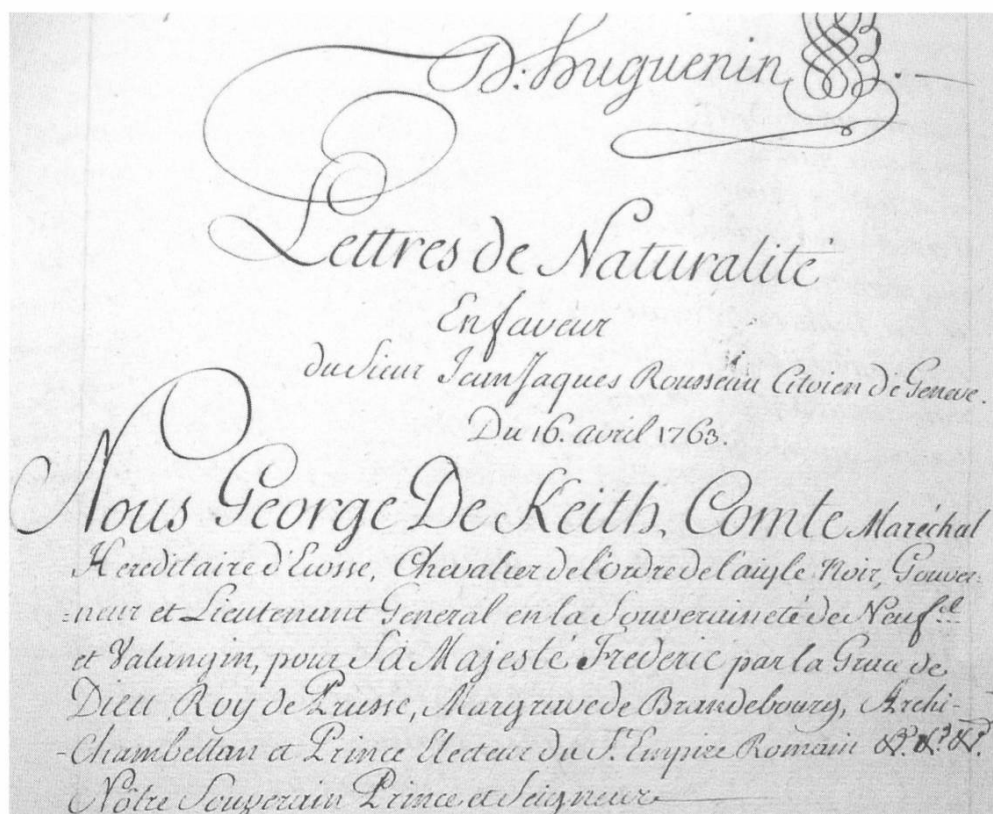 D: huguenin
Lettres de Naturalité
En faveur
du Sieur Jean Jaques Rousseau Citoien de Geneve.
Du 16. avril 1763.
Nous George De Keith, Comte Maréchal
Hereditaire d'Ecosse, Chevalier de l'ordre de l'aigle Noir, Gouver-
-neur et Lieutenant General en la Souveraineté de Neuf.el
et Valangin, pour Sa Majesté Frederic par la Grace de
Dieu Roy de Prusse, Margrave de Brandebourg, Archi-
-Chambellan et Prince Electeur du St. Empire Romain &c. &c. &c.
Nôtre Souverain Prince et Seigneur